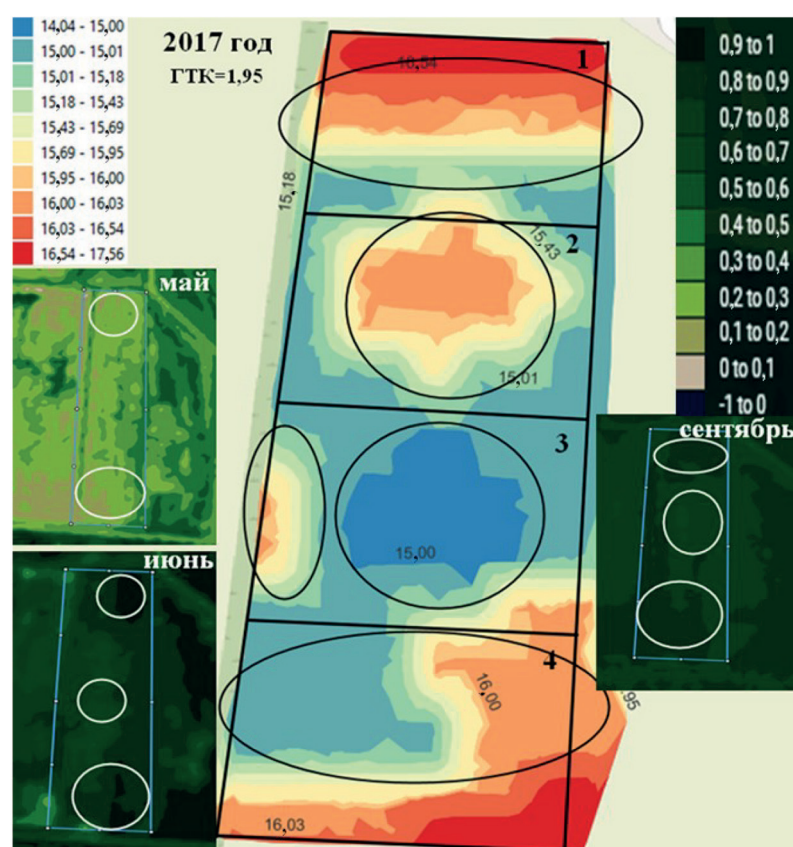 14,04 - 15,00
15,00 - 15,01
15,01 - 15,18
15,18 - 15,43
15,43 - 15,69
15,69 - 15,95
15,95 - 16,00
16,00 - 16,03
16,03 - 16,54
16,54 - 17,56
2017 год
ГТК=1,95
0,9 to 1
0,8 to 0,9
0,7 to 0,8
0,6 to 0,7
0,5 to 0,6
0,4 to 0,5
0,3 to 0,4
0,2 to 0,3
0,1 to 0,2
0 to 0,1
-1 to 0
1
16,54
15,18
2
15,43
15,01
3
15,00
4
16,00
16,03
май
июнь
сентябрь